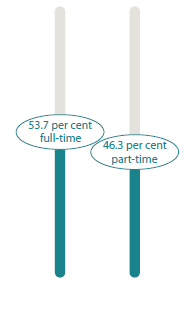 53.7 per cent
full-time
46.3 per cent
part-time